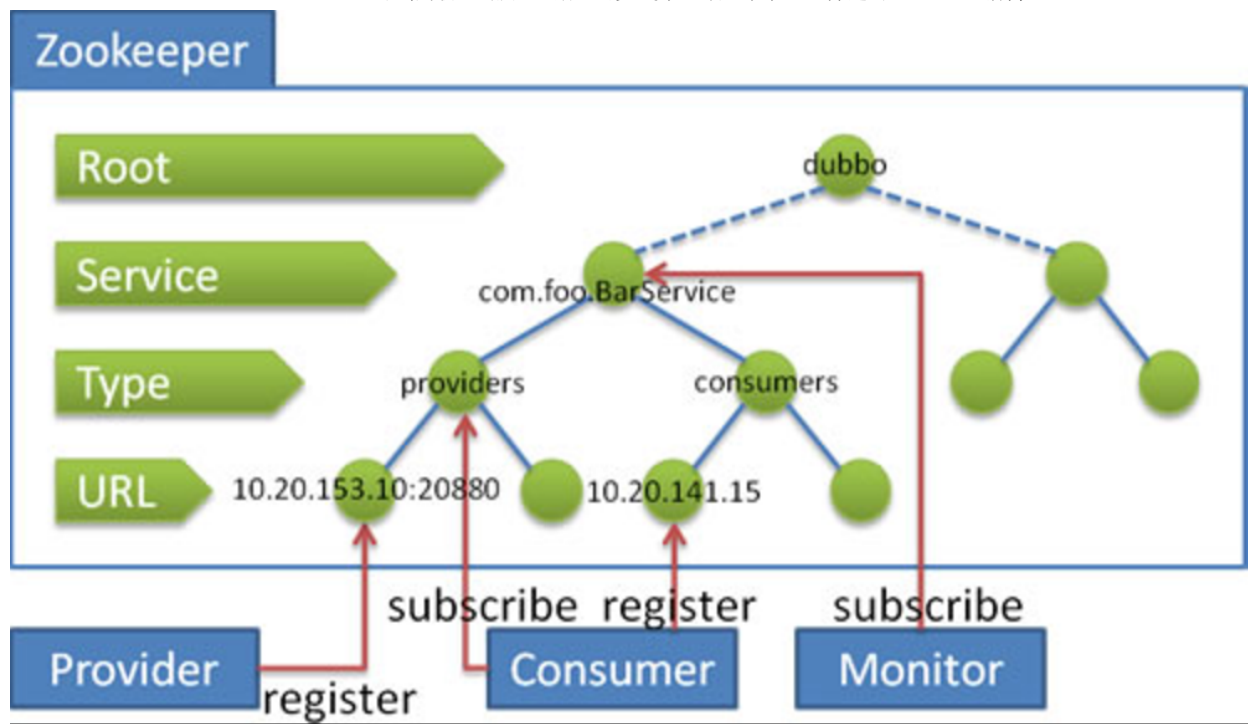 Zookeeper
Root
dubbo
Service
com.foo.BarService
Type
providers
consumers
URL
10.20.153.10:20880
10.20.141.15
subscribe
register
subscribe
Provider
register
Consumer
Monitor